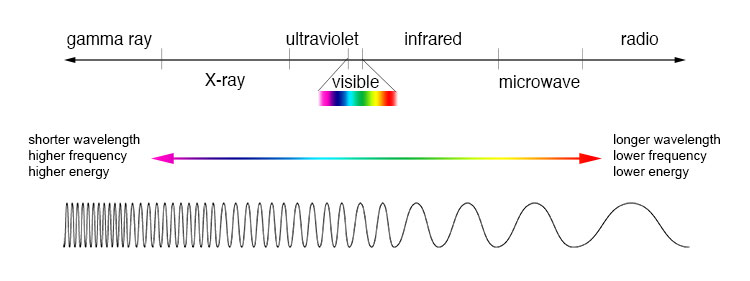 gamma ray
ultraviolet
infrared
radio
X-ray
visible
microwave
shorter wavelength
higher frequency
higher energy
longer wavelength
lower frequency
lower energy